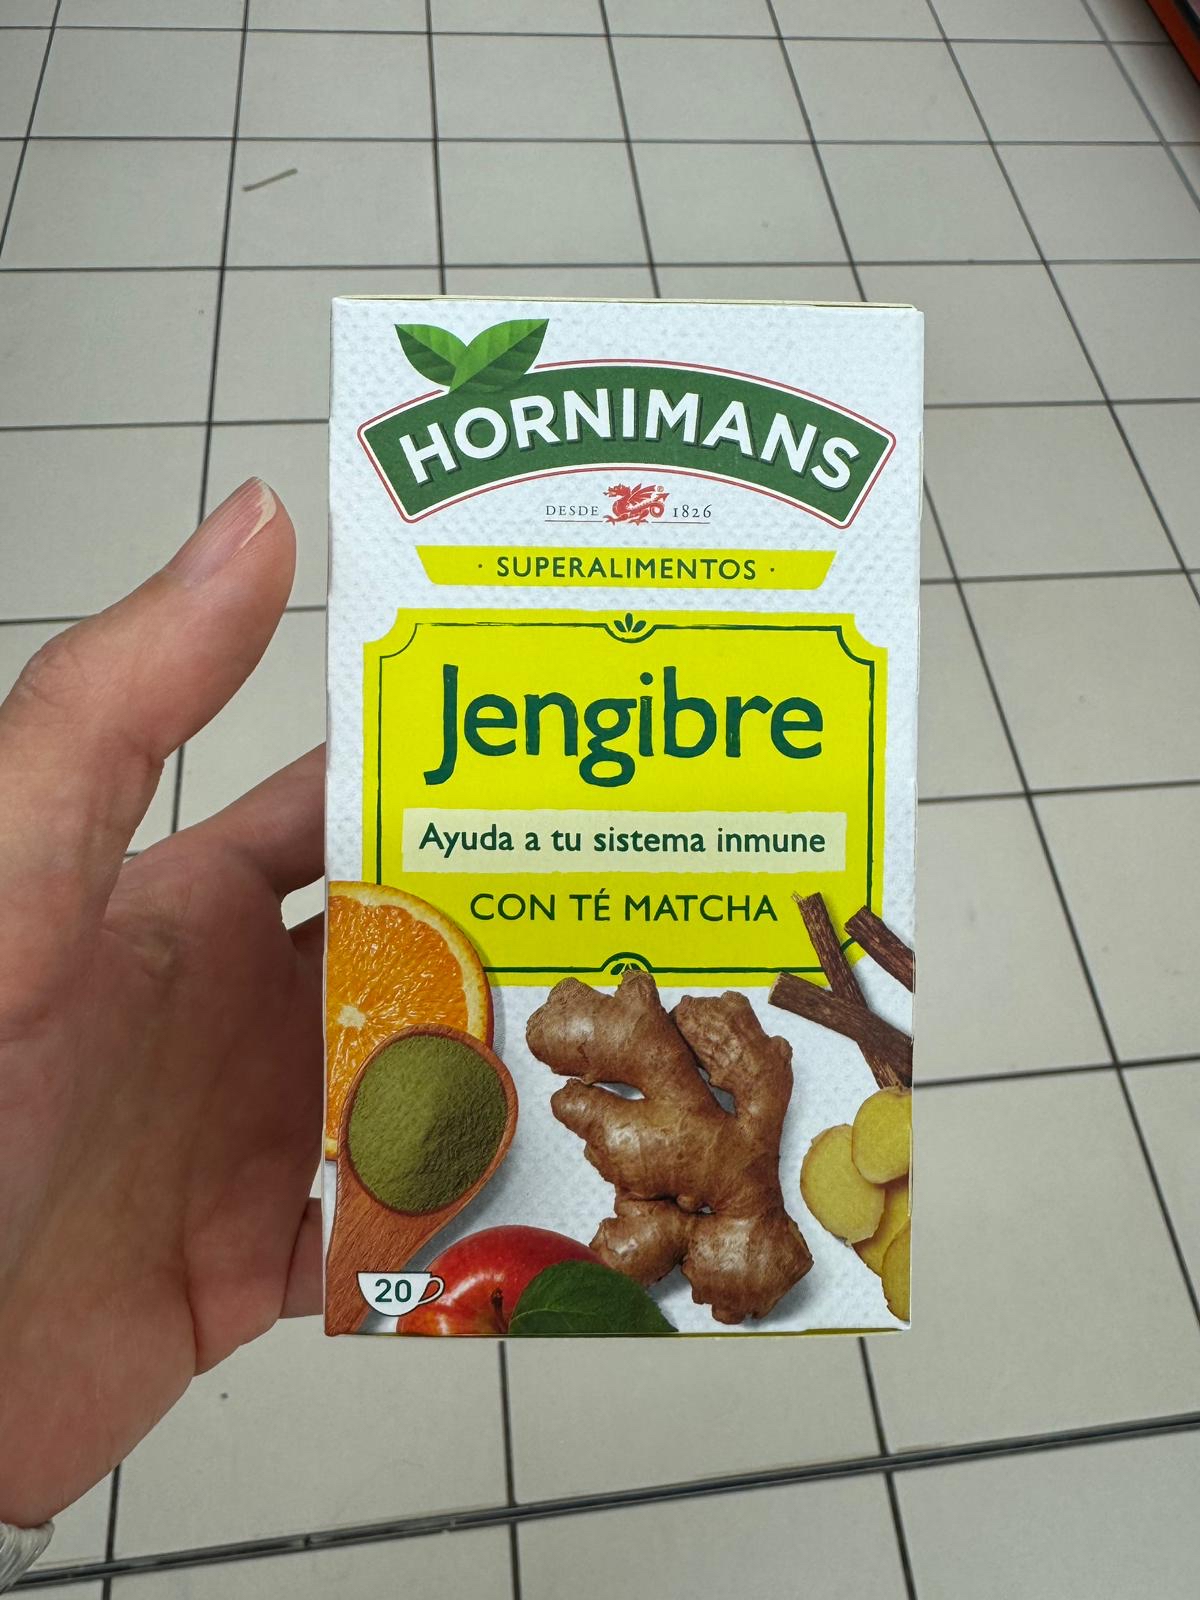 HORNIMANS
DESDE 1826
· SUPERALIMENTOS ·
Jengibre
Ayuda a tu sistema inmune
CON TÉ MATCHA
20